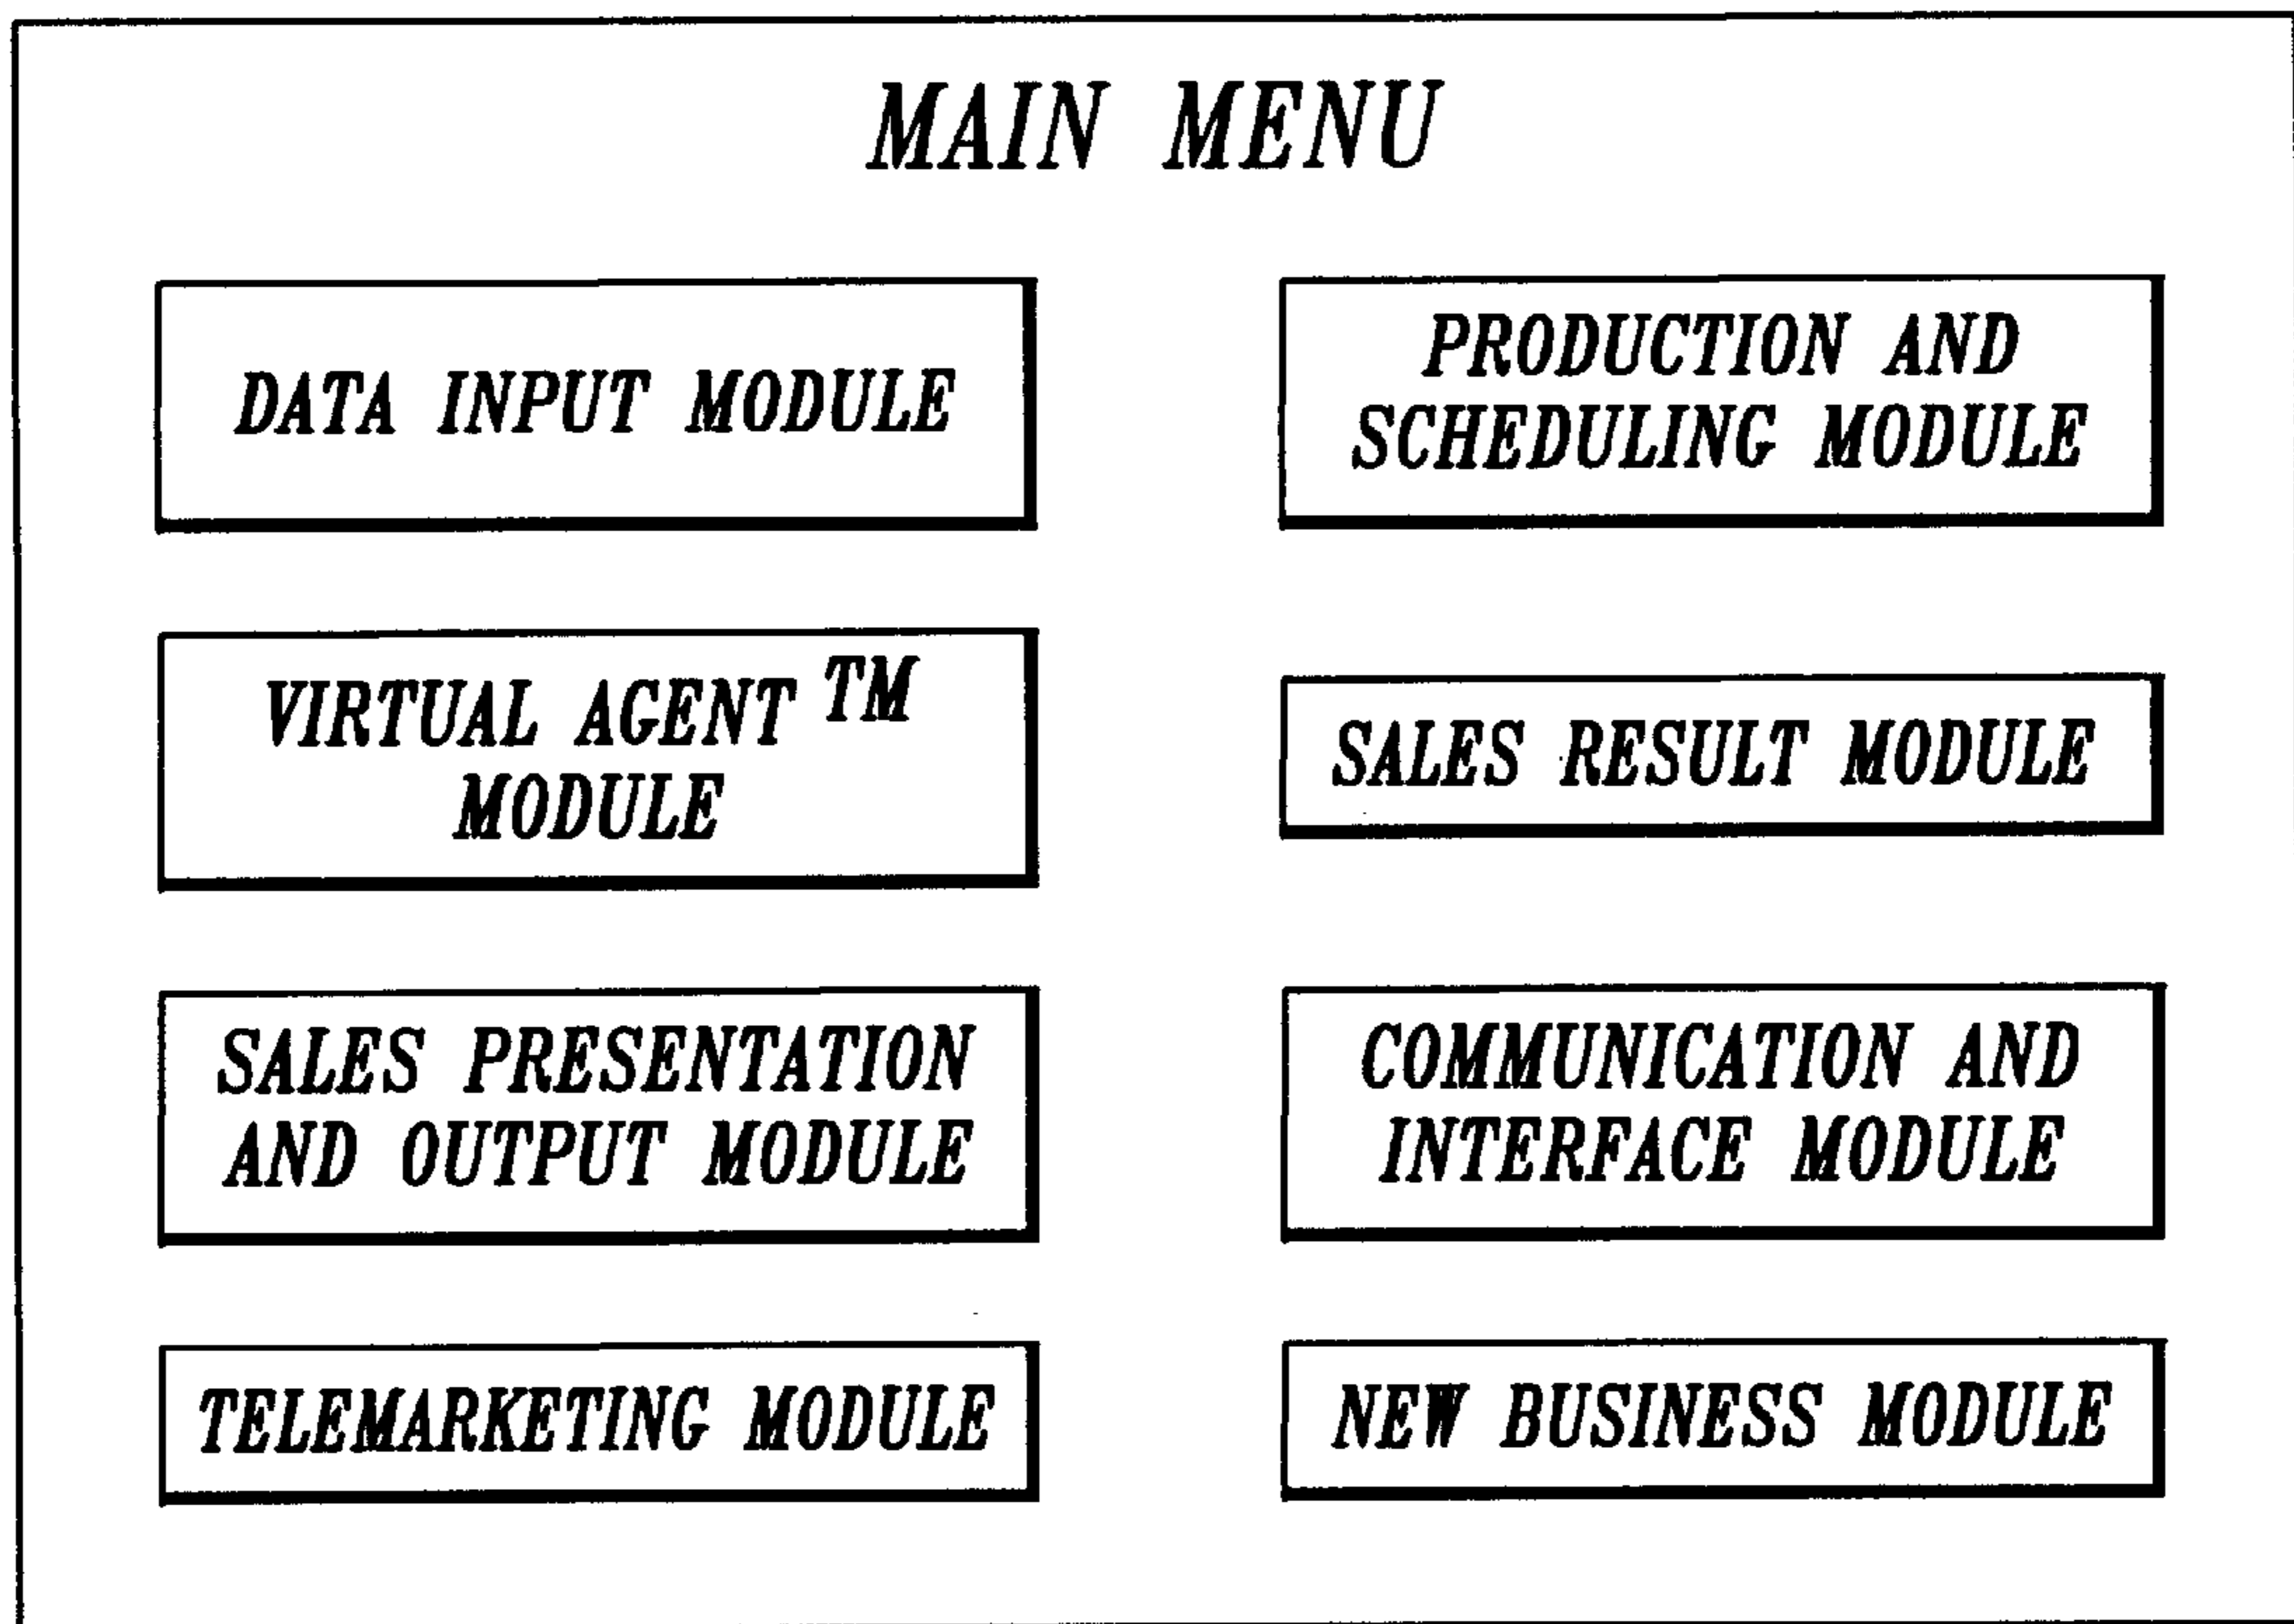 MAIN MENU
DATA INPUT MODULE
PRODUCTION AND
SCHEDULING MODULE
VIRTUAL AGENT TM
MODULE
SALES RESULT MODULE
SALES PRESENTATION
AND OUTPUT MODULE
COMMUNICATION AND
INTERFACE MODULE
TELEMARKETING MODULE
NEW BUSINESS MODULE